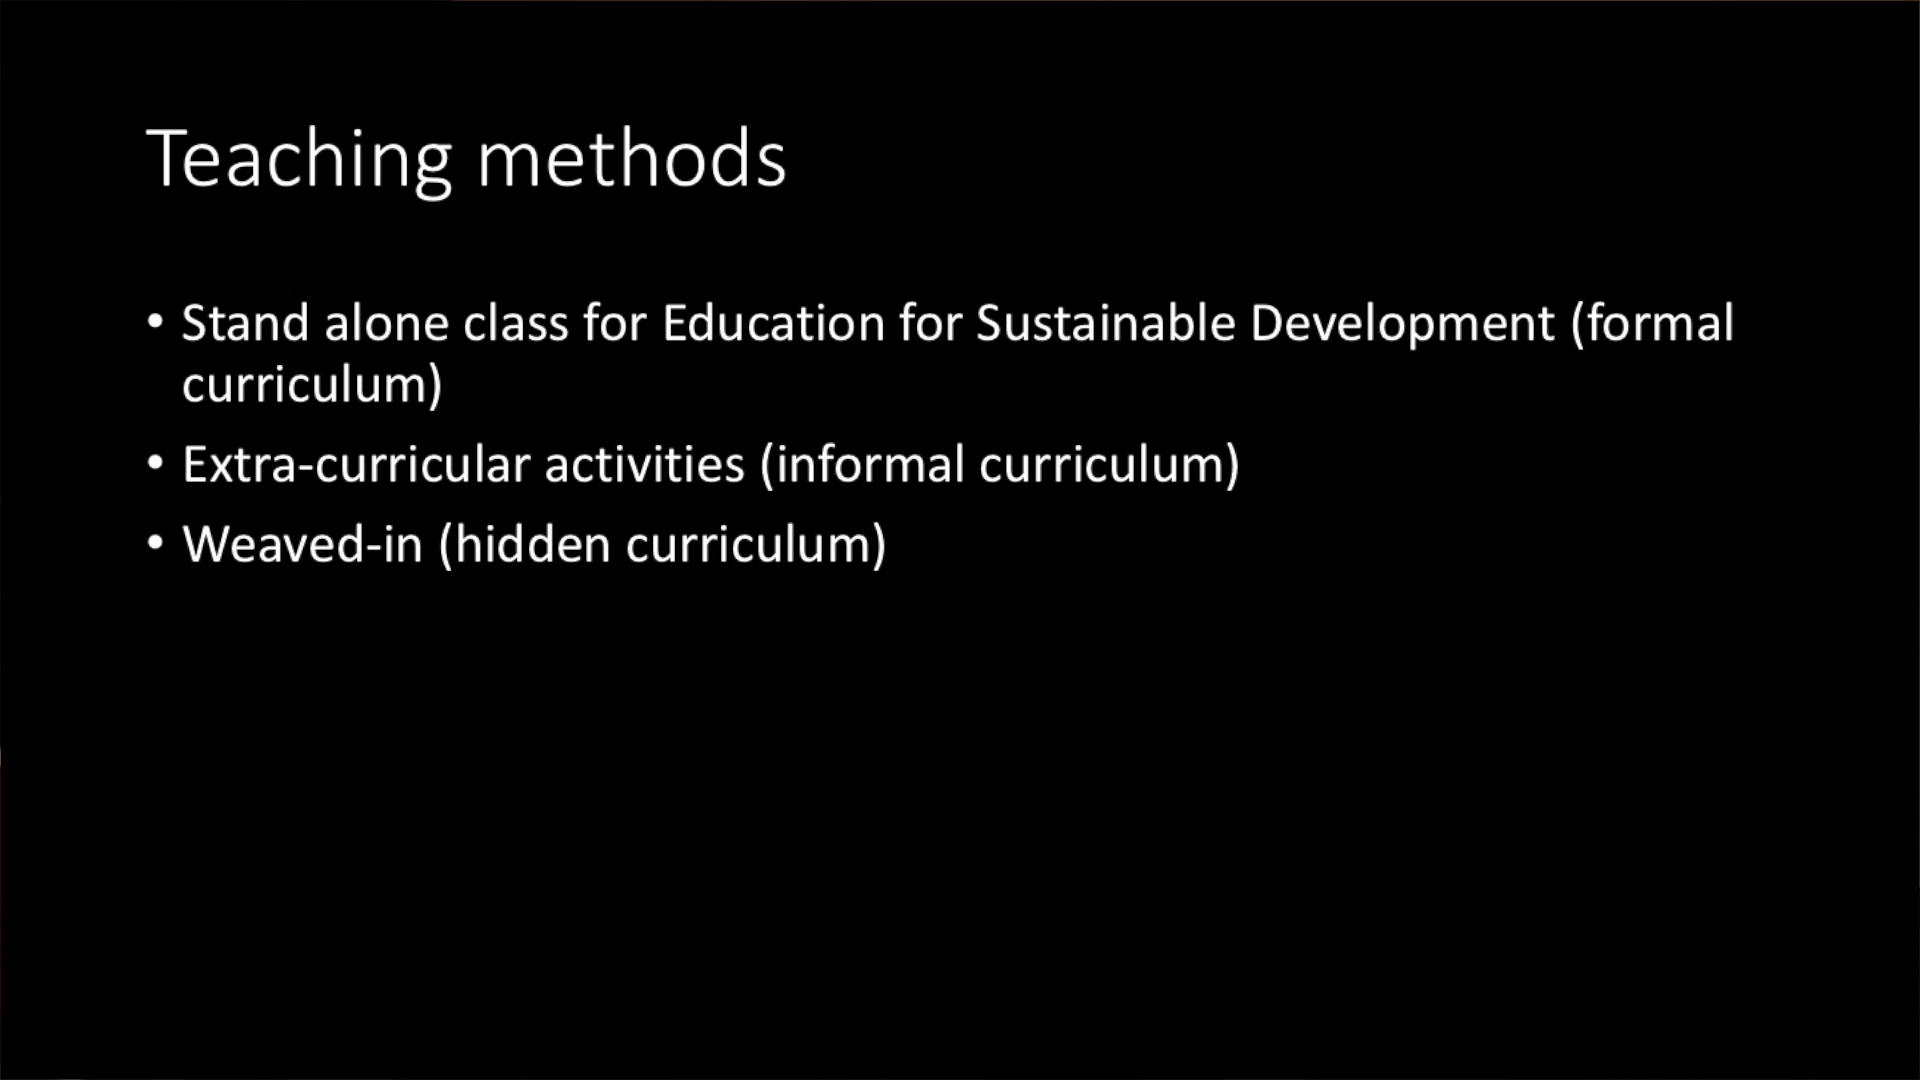 Teaching methods
• Stand alone class for Education for Sustainable Development (formal
curriculum)
• Extra-curricular activities (informal curriculum)
• Weaved-in (hidden curriculum)